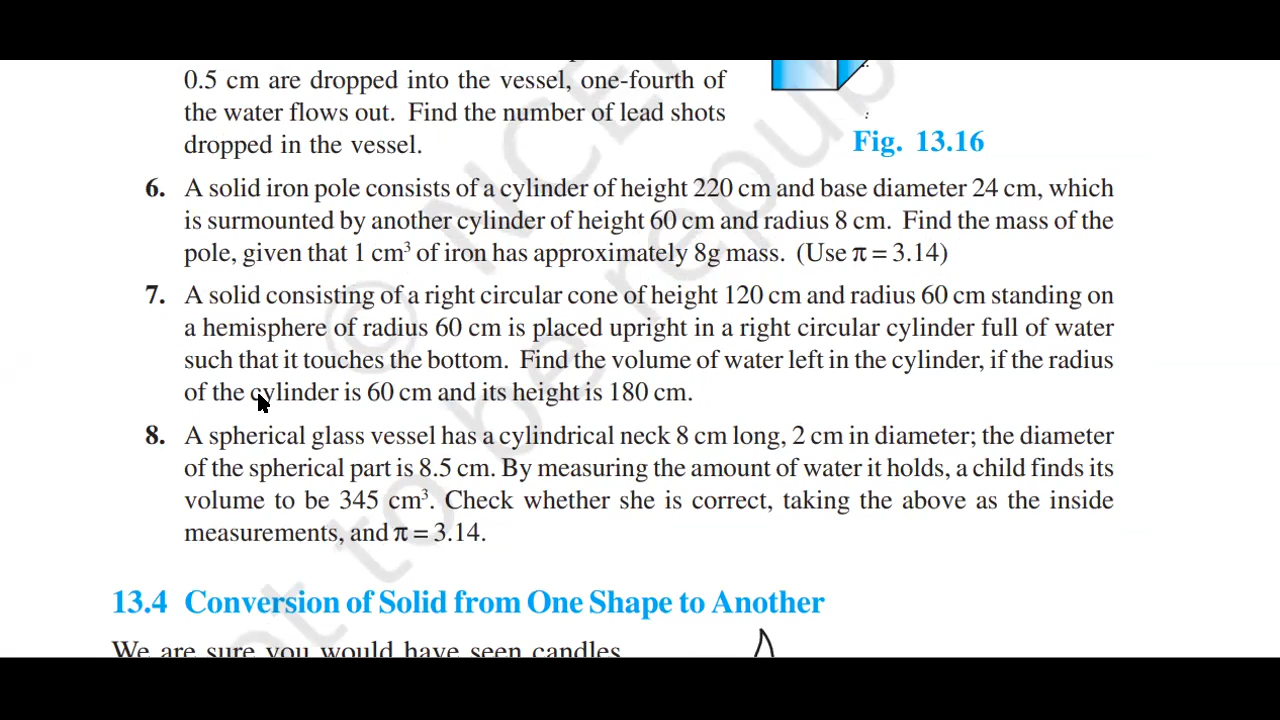 0.5 cm are dropped into the vessel, one-fourth of
the water flows out. Find the number of lead shots
dropped in the vessel.
Fig. 13.16
6. A solid iron pole consists of a cylinder of height 220 cm and base diameter 24 cm, which
is surmounted by another cylinder of height 60 cm and radius 8 cm. Find the mass of the
pole, given that 1 cm³ of iron has approximately 8g mass. (Use π = 3.14)
7. A solid consisting of a right circular cone of height 120 cm and radius 60 cm standing on
a hemisphere of radius 60 cm is placed upright in a right circular cylinder full of water
such that it touches the bottom. Find the volume of water left in the cylinder, if the radius
of the cylinder is 60 cm and its height is 180 cm.
8. A spherical glass vessel has a cylindrical neck 8 cm long, 2 cm in diameter; the diameter
of the spherical part is 8.5 cm. By measuring the amount of water it holds, a child finds its
volume to be 345 cm³. Check whether she is correct, taking the above as the inside
measurements, and π = 3.14.
13.4 Conversion of Solid from One Shape to Another
We are sure you would have seen candles.
© NCE
be repub
not to